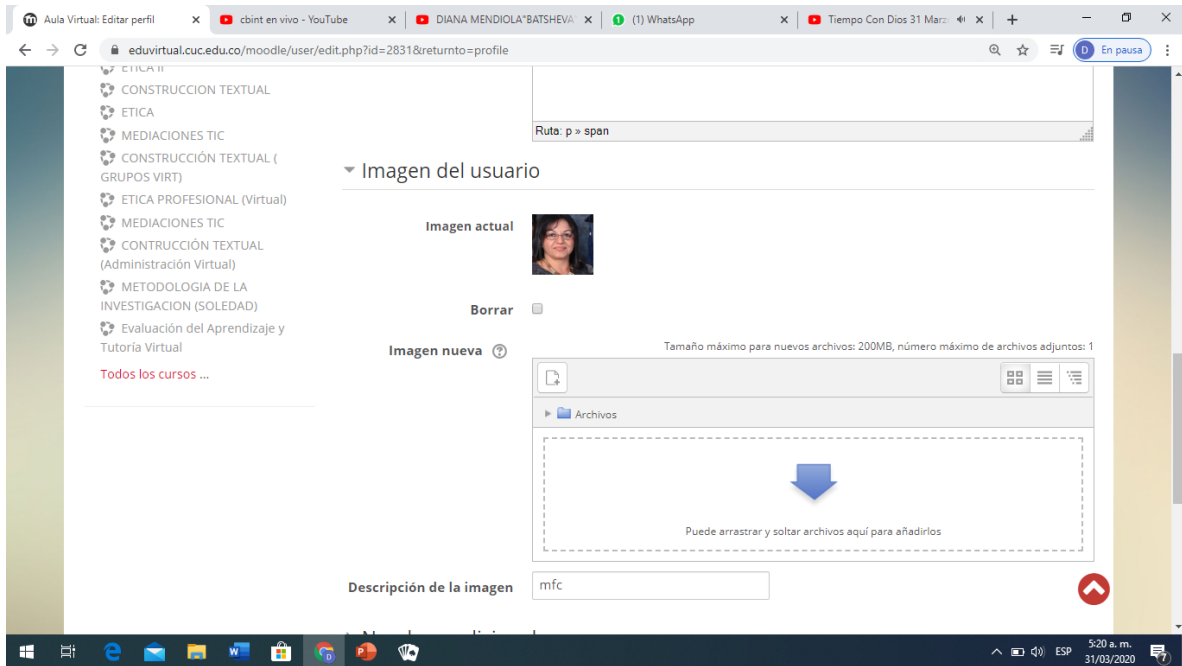 Aula Virtual: Editar perfil
cbint en vivo - YouTube
DIANA MENDIOLA"BATSHEVA"
(1) WhatsApp
Tiempo Con Dios 31 Marz
eduvirtual.cuc.edu.co/moodle/user/edit.php?id=2831&returnto=profile
D En pausa
ETICA II
CONSTRUCCION TEXTUAL
ETICA
MEDIACIONES TIC
CONSTRUCCIÓN TEXTUAL (
GRUPOS VIRT)
ETICA PROFESIONAL (Virtual)
MEDIACIONES TIC
CONTRUCCIÓN TEXTUAL
(Administración Virtual)
METODOLOGIA DE LA
INVESTIGACION (SOLEDAD)
Evaluación del Aprendizaje y
Tutoría Virtual
Todos los cursos ...
Ruta: p » span
Imagen del usuario
Imagen actual
Borrar
Imagen nueva
Tamaño máximo para nuevos archivos: 200MB, número máximo de archivos adjuntos: 1
Archivos
Puede arrastrar y soltar archivos aquí para añadirlos
Descripción de la imagen
mfc
ESP
5:20 a. m.
31/03/2020